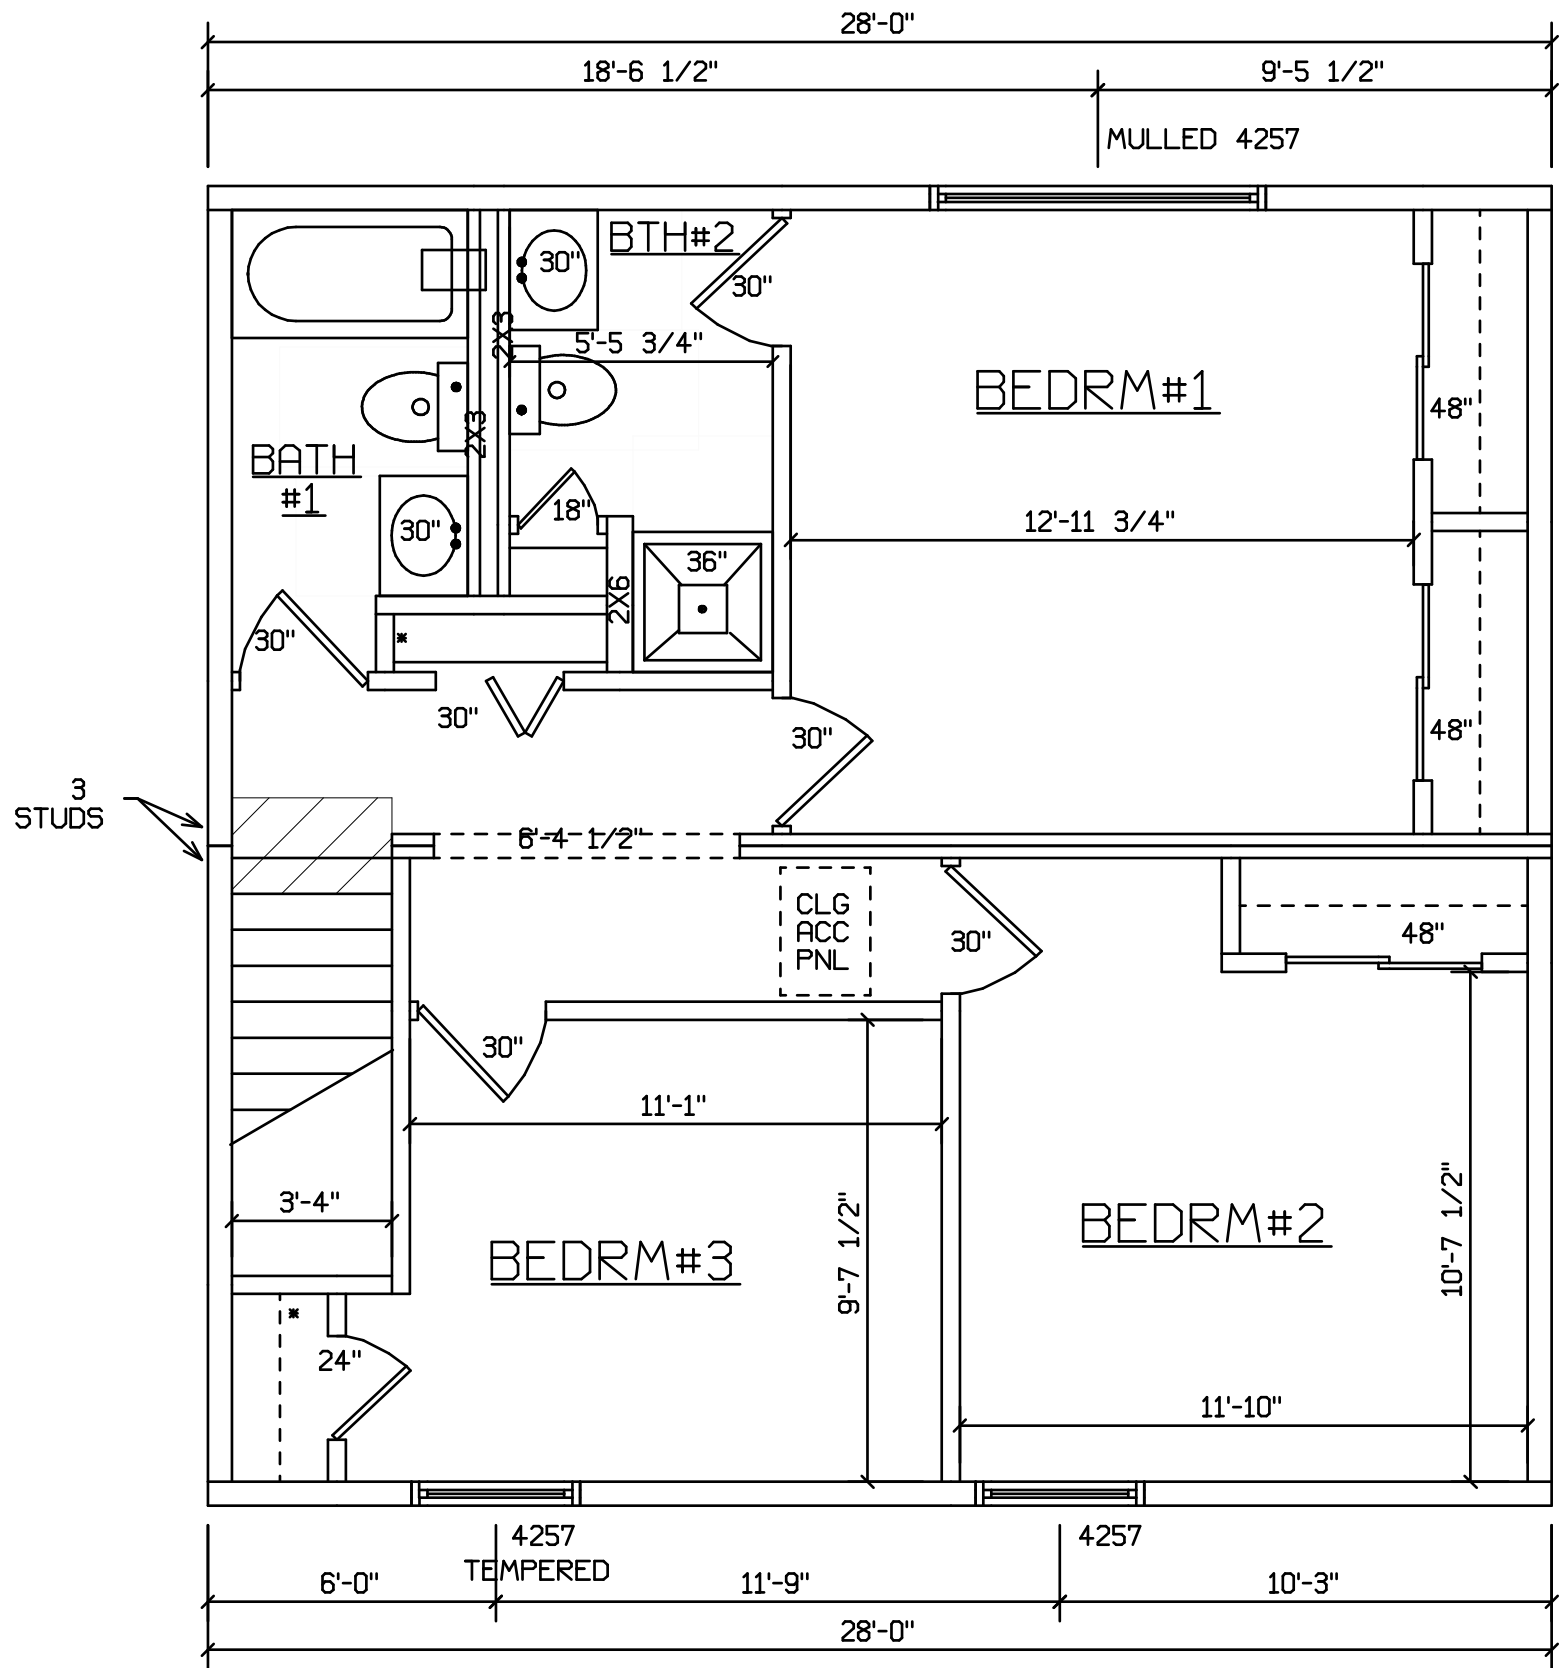 28'-0"
18'-6 1/2"
9'-5 1/2"
MULLED 4257
BTH#2
30"
30"
2X3
5'-5 3/4"
BEDRM#1
48"
2X3
BATH
#1
30"
18"
12'-11 3/4"
36"
2X6
30"
*
30"
30"
48"
3
STUDS
6'-4 1/2"
CLG
ACC
PNL
30"
48"
30"
11'-1"
3'-4"
9'-7 1/2"
BEDRM#2
10'-7 1/2"
BEDRM#3
*
24"
11'-10"
4257
TEMPERED
4257
6'-0"
11'-9"
10'-3"
28'-0"